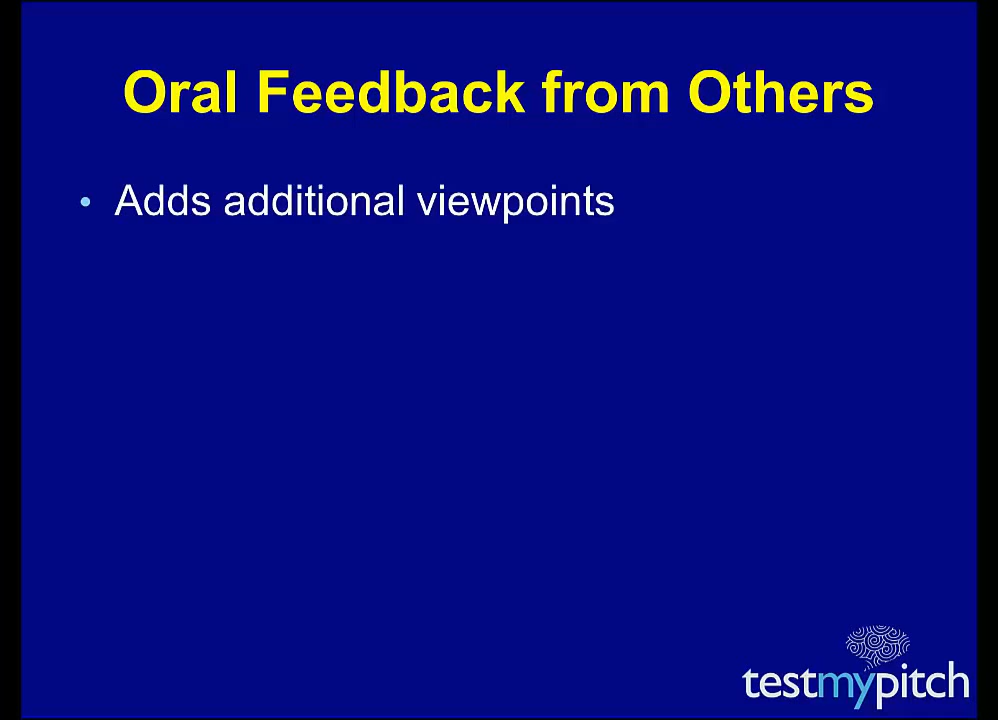 Oral Feedback from Others
• Adds additional viewpoints
testmypitch